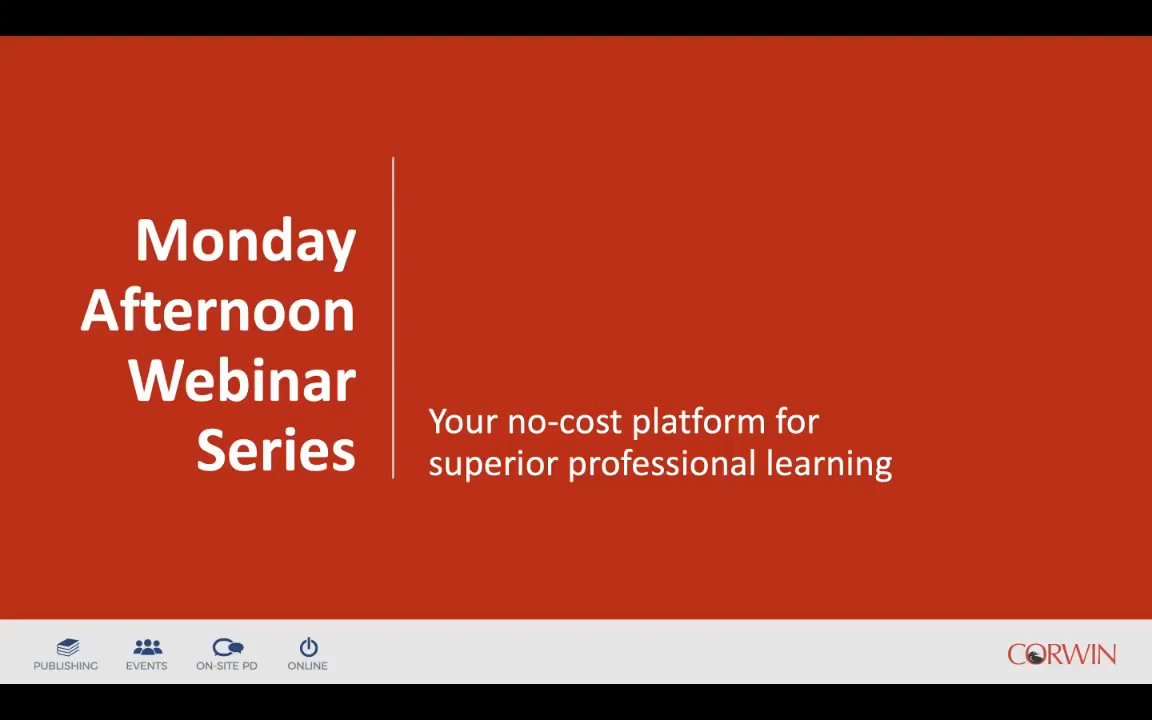 Monday
Afternoon
Webinar
Series
Your no-cost platform for
superior professional learning
PUBLISHING
EVENTS
ON-SITE PD
ONLINE
CORWIN